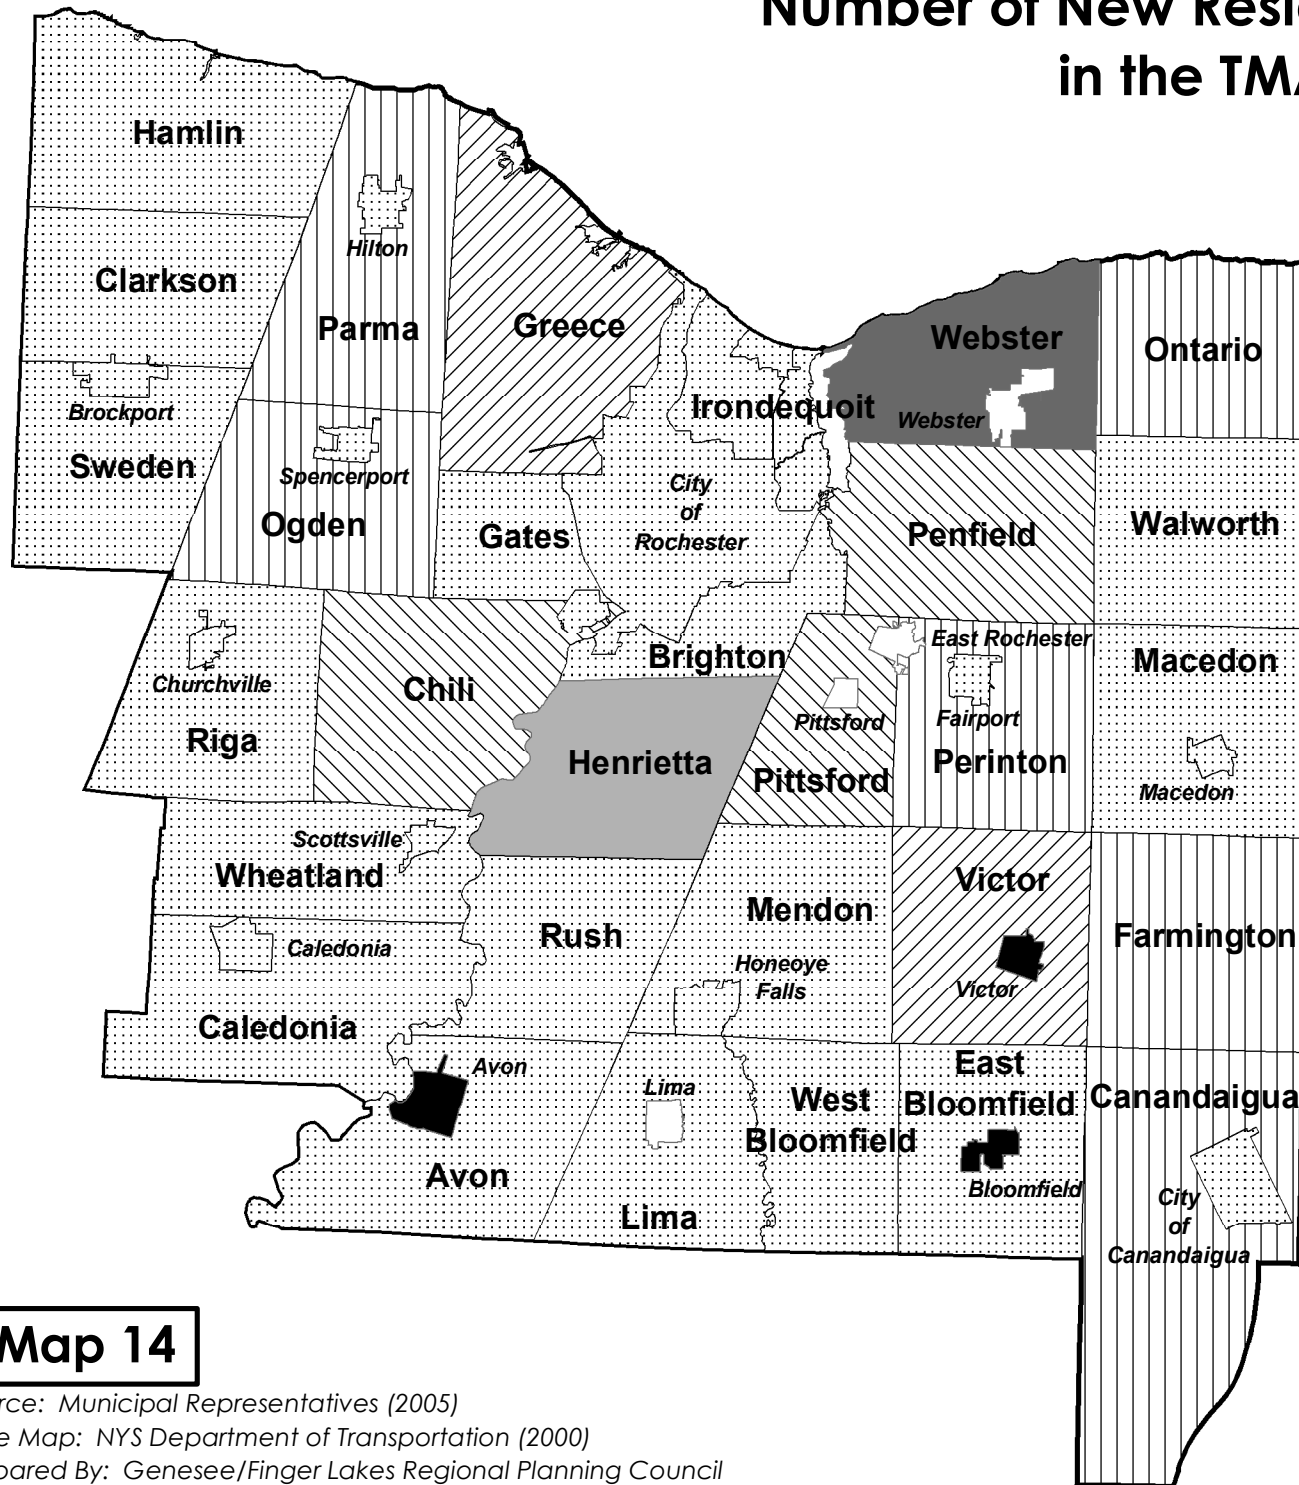 Number of New
in the
Hamlin
Hilton
Clarkson
Parma
Greece
Webster
Ontario
Brockport
Irondequoit
Webster
Sweden
Spencerport
City
of
Rochester
Ogden
Gates
Penfield
Walworth
East Rochester
Brighton
Macedon
Churchville
Chili
Pittsford
Fairport
Riga
Henrietta
Perinton
Pittsford
Macedon
Scottsville
Wheatland
Victor
Mendon
Rush
Farmington
Caledonia
Honeoye
Falls
Victor
Caledonia
Avon
East
Bloomfield
Lima
West
Bloomfield
Canandaigua
Avon
Bloomfield
City
of
Canandaigua
Lima
Map 14
Municipal Representatives (2005)
Map: NYS Department of Transportation (2000)
By: Genesee/Finger Lakes Regional Planning Council